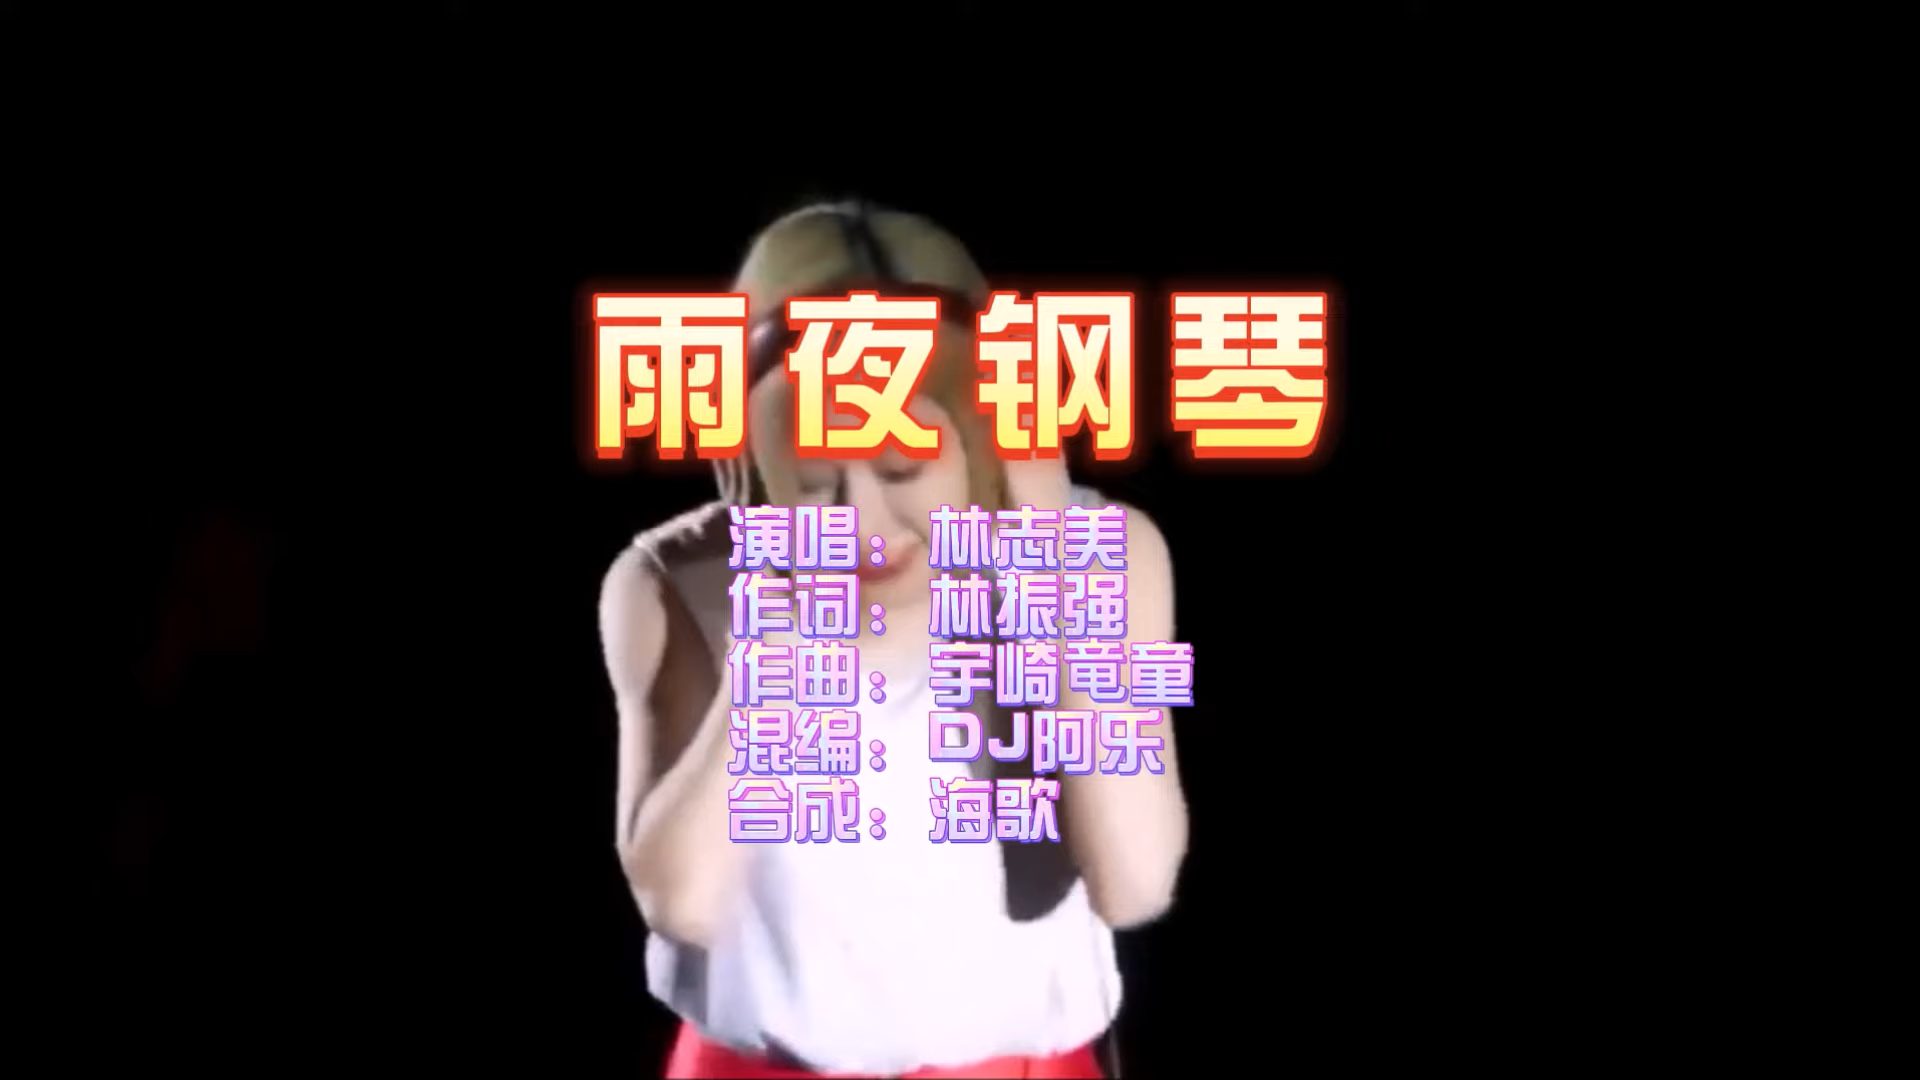 雨夜钢琴
演唱：林志美
作词：林振强
作曲：宇崎竜童
混编：DJ阿乐
合成：海歌